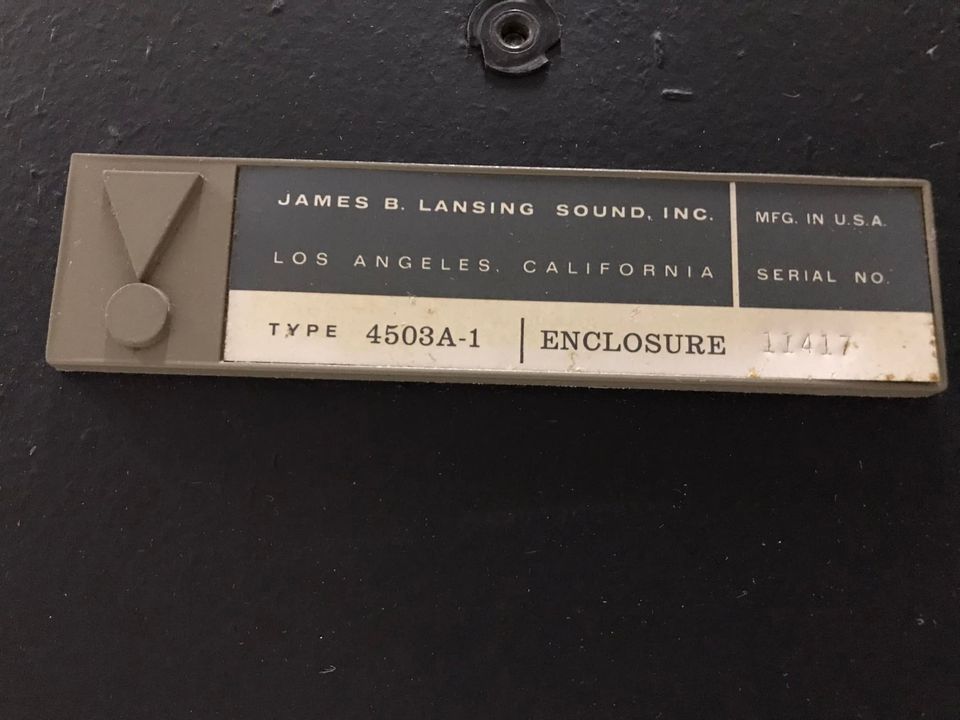 JAMES B. LANSING SOUND, INC.
LOS ANGELES, CALIFORNIA
MFG. IN U.S.A.
SERIAL NO.
TYPE 4503A-1 | ENCLOSURE 11417